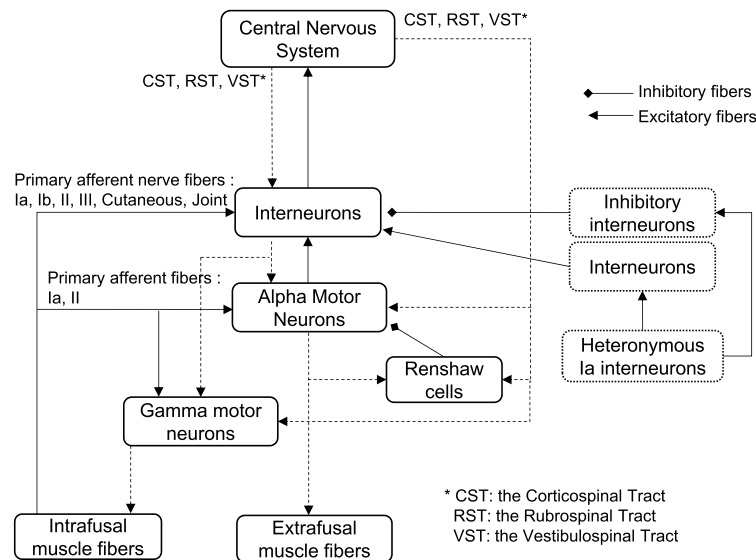 CST, RST, VST*
Central Nervous
System
CST, RST, VST*
Inhibitory fibers
Excitatory fibers
Primary afferent nerve fibers :
Ia, Ib, II, III, Cutaneous, Joint
Interneurons
Inhibitory
interneurons
Interneurons
Primary afferent fibers :
Ia, II
Alpha Motor
Neurons
Heteronymous
Ia interneurons
Renshaw
cells
Gamma motor
neurons
Intrafusal
muscle fibers
Extrafusal
muscle fibers
* CST: the Corticospinal Tract
RST: the Rubrospinal Tract
VST: the Vestibulospinal Tract